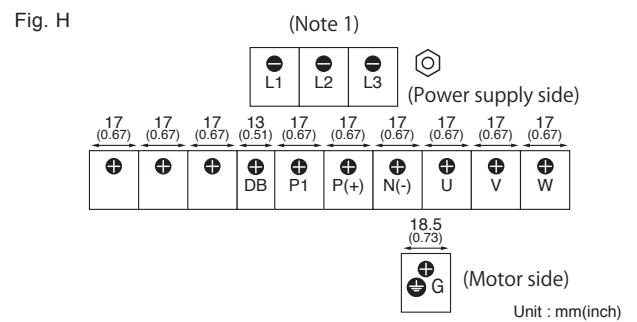 Fig. H
(Note 1)
L1 L2 L3
(Power supply side)
17 17 17 13 17 17 17 17 17 17
(0.67) (0.67) (0.67) (0.51) (0.67) (0.67) (0.67) (0.67) (0.67) (0.67)
DB P1 P(+) N(-) U V W
18.5
(0.73)
G
(Motor side)
Unit : mm(inch)